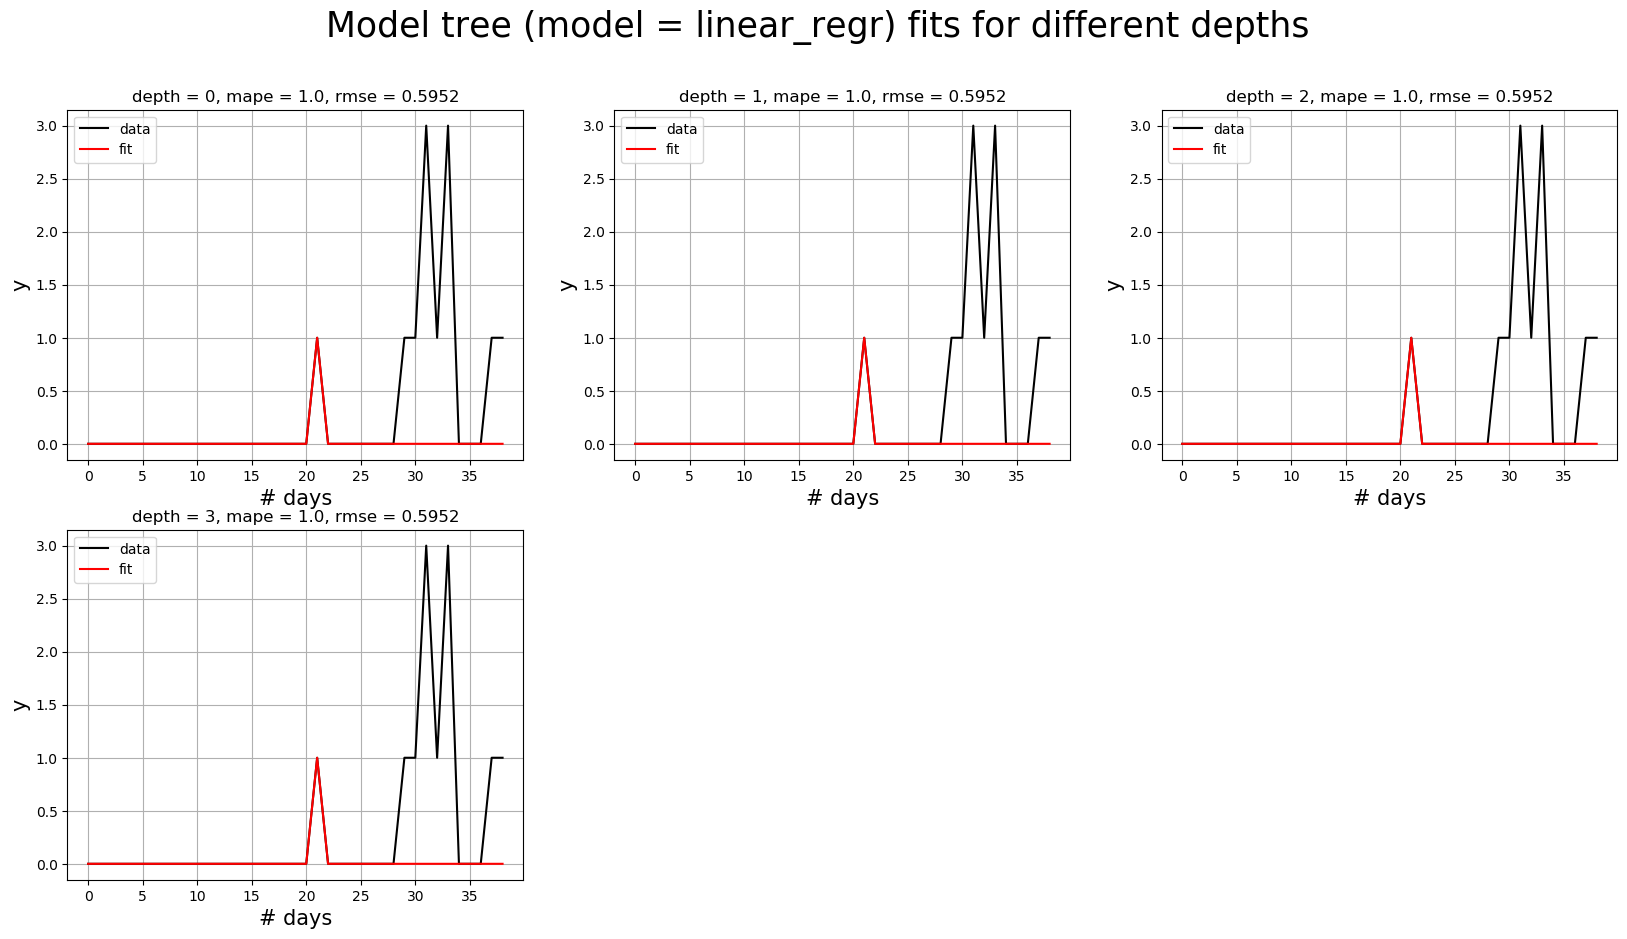 Model tree (model = linear_regr) fits for different depths
depth = 0, mape = 1.0, rmse = 0.5952
data
fit
3.0
2.5
2.0
1.5
1.0
0.5
0.0
y
0 5 10 15 20 25 30 35
# days
depth = 1, mape = 1.0, rmse = 0.5952
data
fit
3.0
2.5
2.0
1.5
1.0
0.5
0.0
y
0 5 10 15 20 25 30 35
# days
depth = 2, mape = 1.0, rmse = 0.5952
data
fit
3.0
2.5
2.0
1.5
1.0
0.5
0.0
y
0 5 10 15 20 25 30 35
# days
depth = 3, mape = 1.0, rmse = 0.5952
data
fit
3.0
2.5
2.0
1.5
1.0
0.5
0.0
y
0 5 10 15 20 25 30 35
# days